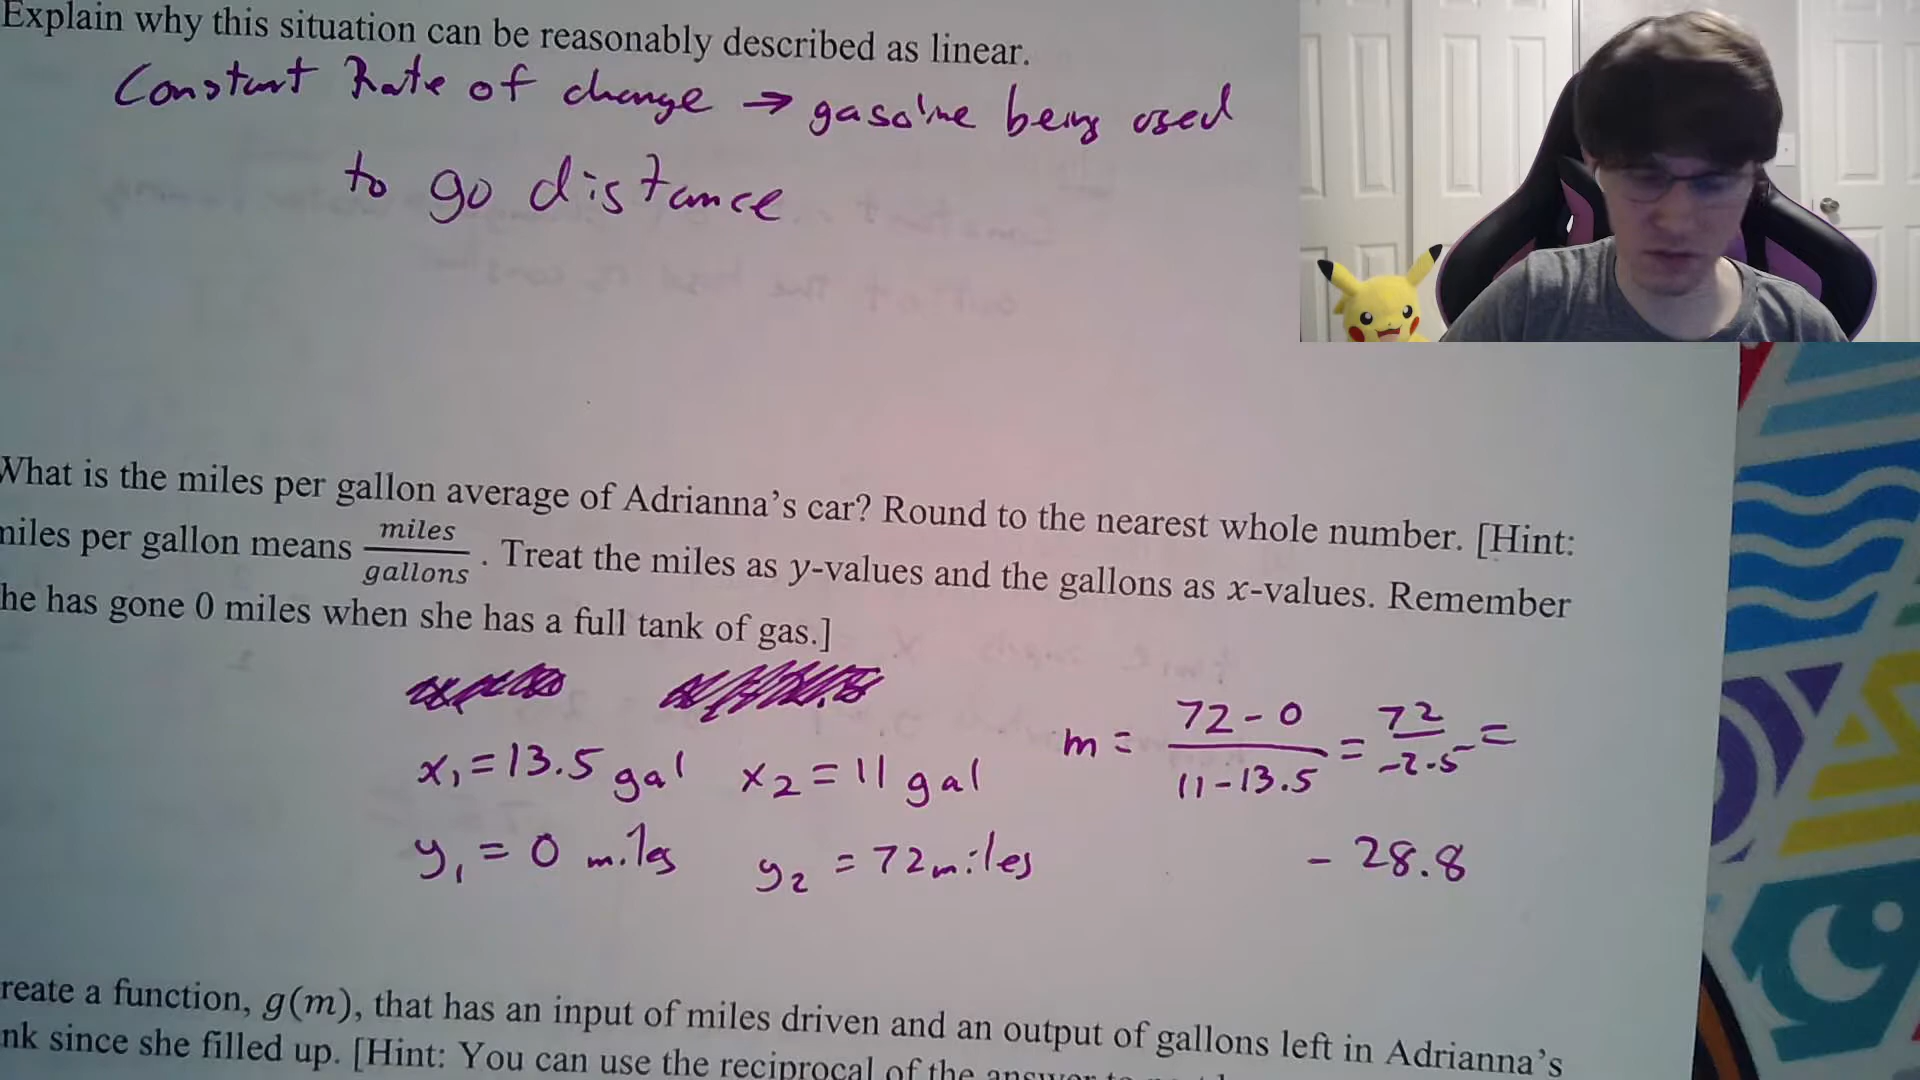 Explain why this situation can be reasonably described as linear.
Constant Rate of change → gasoline being used
to go distance
What is the miles per gallon average of Adrianna's car? Round to the nearest whole number. [Hint:
miles per gallon means miles/gallons. Treat the miles as y-values and the gallons as x-values. Remember
he has gone 0 miles when she has a full tank of gas.]
x₁ = 13.5 gal x₂ = 11 gal
m = 72 - 0 / 11 - 13.5 = 72 / -2.5 =
y₁ = 0 miles y₂ = 72 miles
- 28.8
reate a function, g(m), that has an input of miles driven and an output of gallons left in Adrianna's
nk since she filled up. [Hint: You can use the reciprocal of the answer to